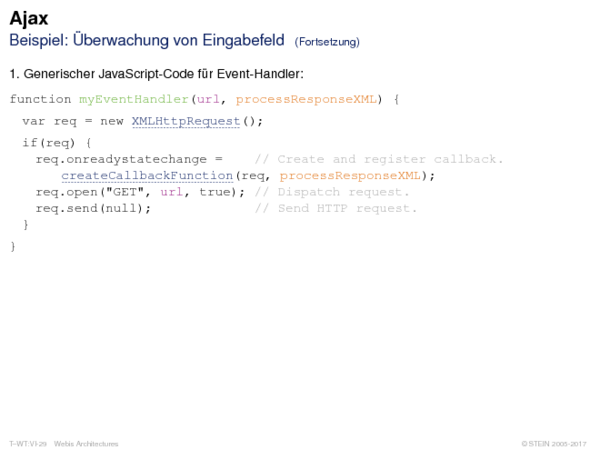 Ajax
Beispiel: Überwachung von Eingabefeld (Fortsetzung)
1. Generischer JavaScript-Code für Event-Handler:
function myEventHandler(url, processResponseXML) {
var req = new XMLHttpRequest();
if(req) {
req.onreadystatechange = // Create and register callback.
createCallbackFunction(req, processResponseXML);
req.open("GET", url, true); // Dispatch request.
req.send(null); // Send HTTP request.
}
}
T-WT:VI-29 Webis Architectures © STEIN 2005-2017